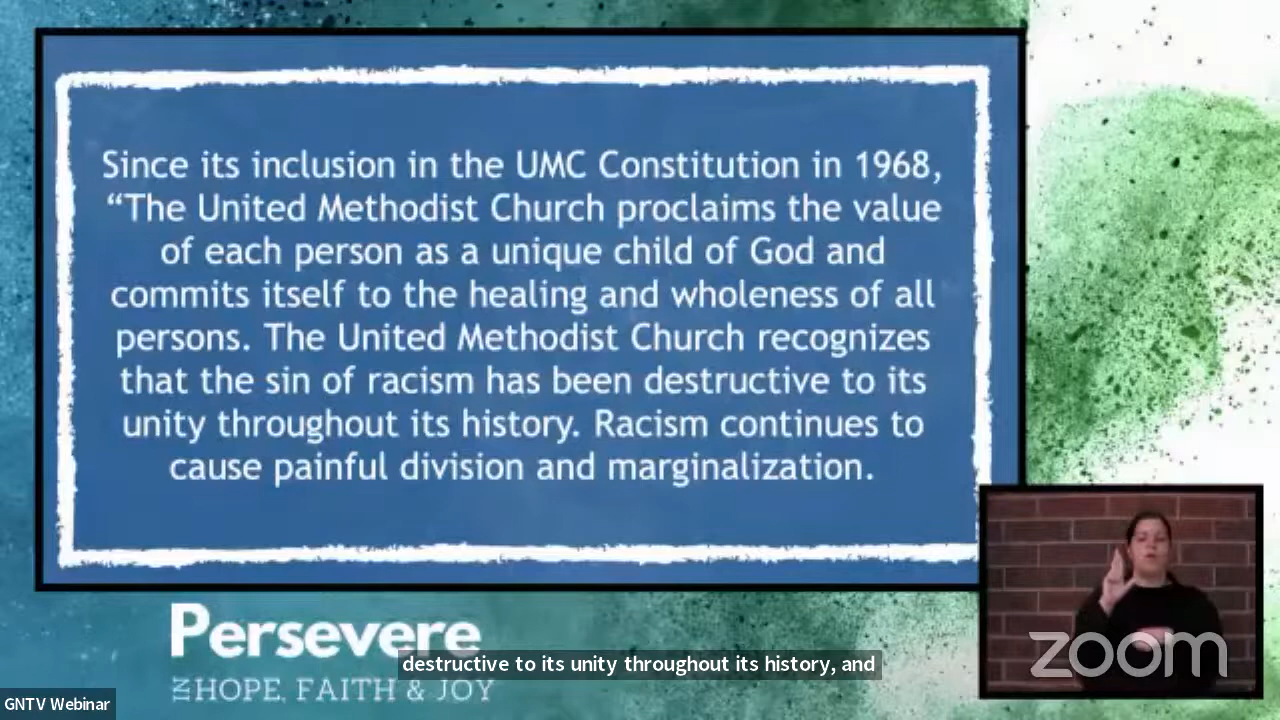 Since its inclusion in the UMC Constitution in 1968,
“The United Methodist Church proclaims the value
of each person as a unique child of God and
commits itself to the healing and wholeness of all
persons. The United Methodist Church recognizes
that the sin of racism has been destructive to its
unity throughout its history. Racism continues to
cause painful division and marginalization.
Persevere
destructive to its unity throughout its history, and
IN HOPE, FAITH & JOY
GNTV Webinar
zoom